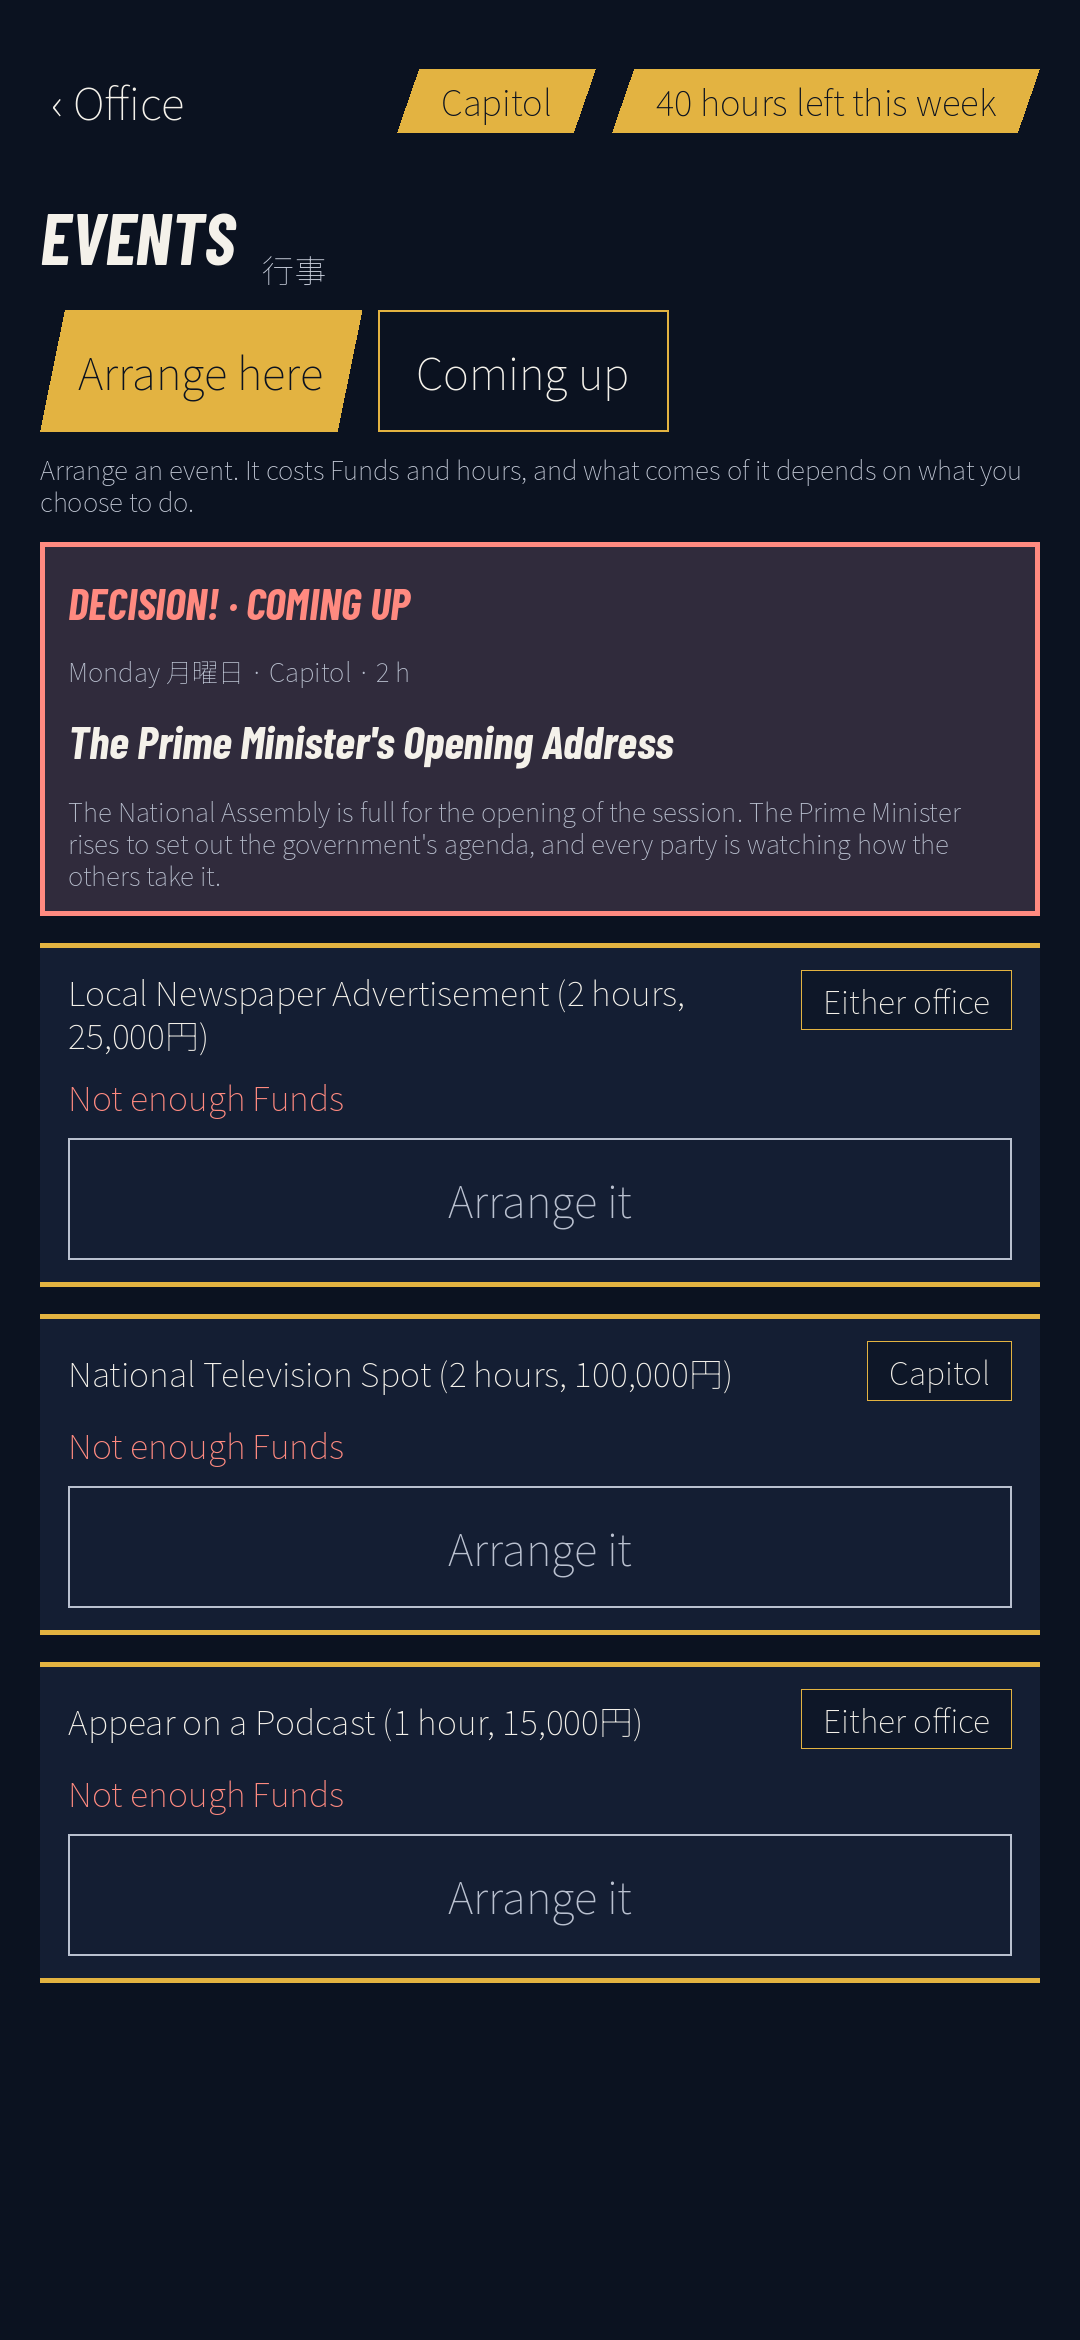 ‹ Office
Capitol
40 hours left this week
EVENTS 行事
Arrange here
Coming up
Arrange an event. It costs Funds and hours, and what comes of it depends on what you
choose to do.
DECISION! · COMING UP
Monday 月曜日 · Capitol · 2 h
The Prime Minister's Opening Address
The National Assembly is full for the opening of the session. The Prime Minister
rises to set out the government's agenda, and every party is watching how the
others take it.
Local Newspaper Advertisement (2 hours,
25,000円)
Either office
Not enough Funds
Arrange it
National Television Spot (2 hours, 100,000円)
Capitol
Not enough Funds
Arrange it
Appear on a Podcast (1 hour, 15,000円)
Either office
Not enough Funds
Arrange it